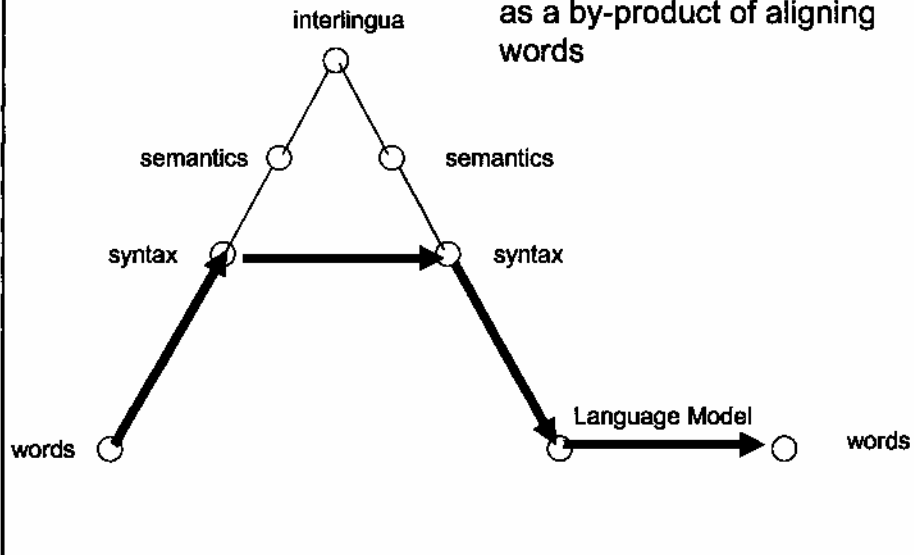 interlingua
as a by-product of aligning
words
semantics
semantics
syntax
syntax
Language Model
words
words